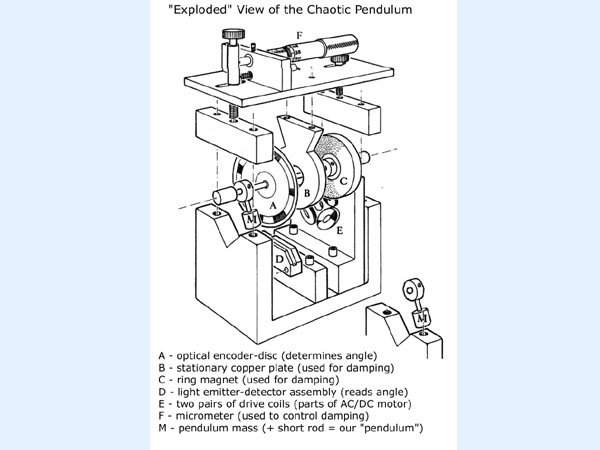 "Exploded" View of the Chaotic Pendulum
F
C
B
A
M
E
D
M
A - optical encoder-disc (determines angle)
B - stationary copper plate (used for damping)
C - ring magnet (used for damping)
D - light emitter-detector assembly (reads angle)
E - two pairs of drive coils (parts of AC/DC motor)
F - micrometer (used to control damping)
M - pendulum mass (+ short rod = our "pendulum")